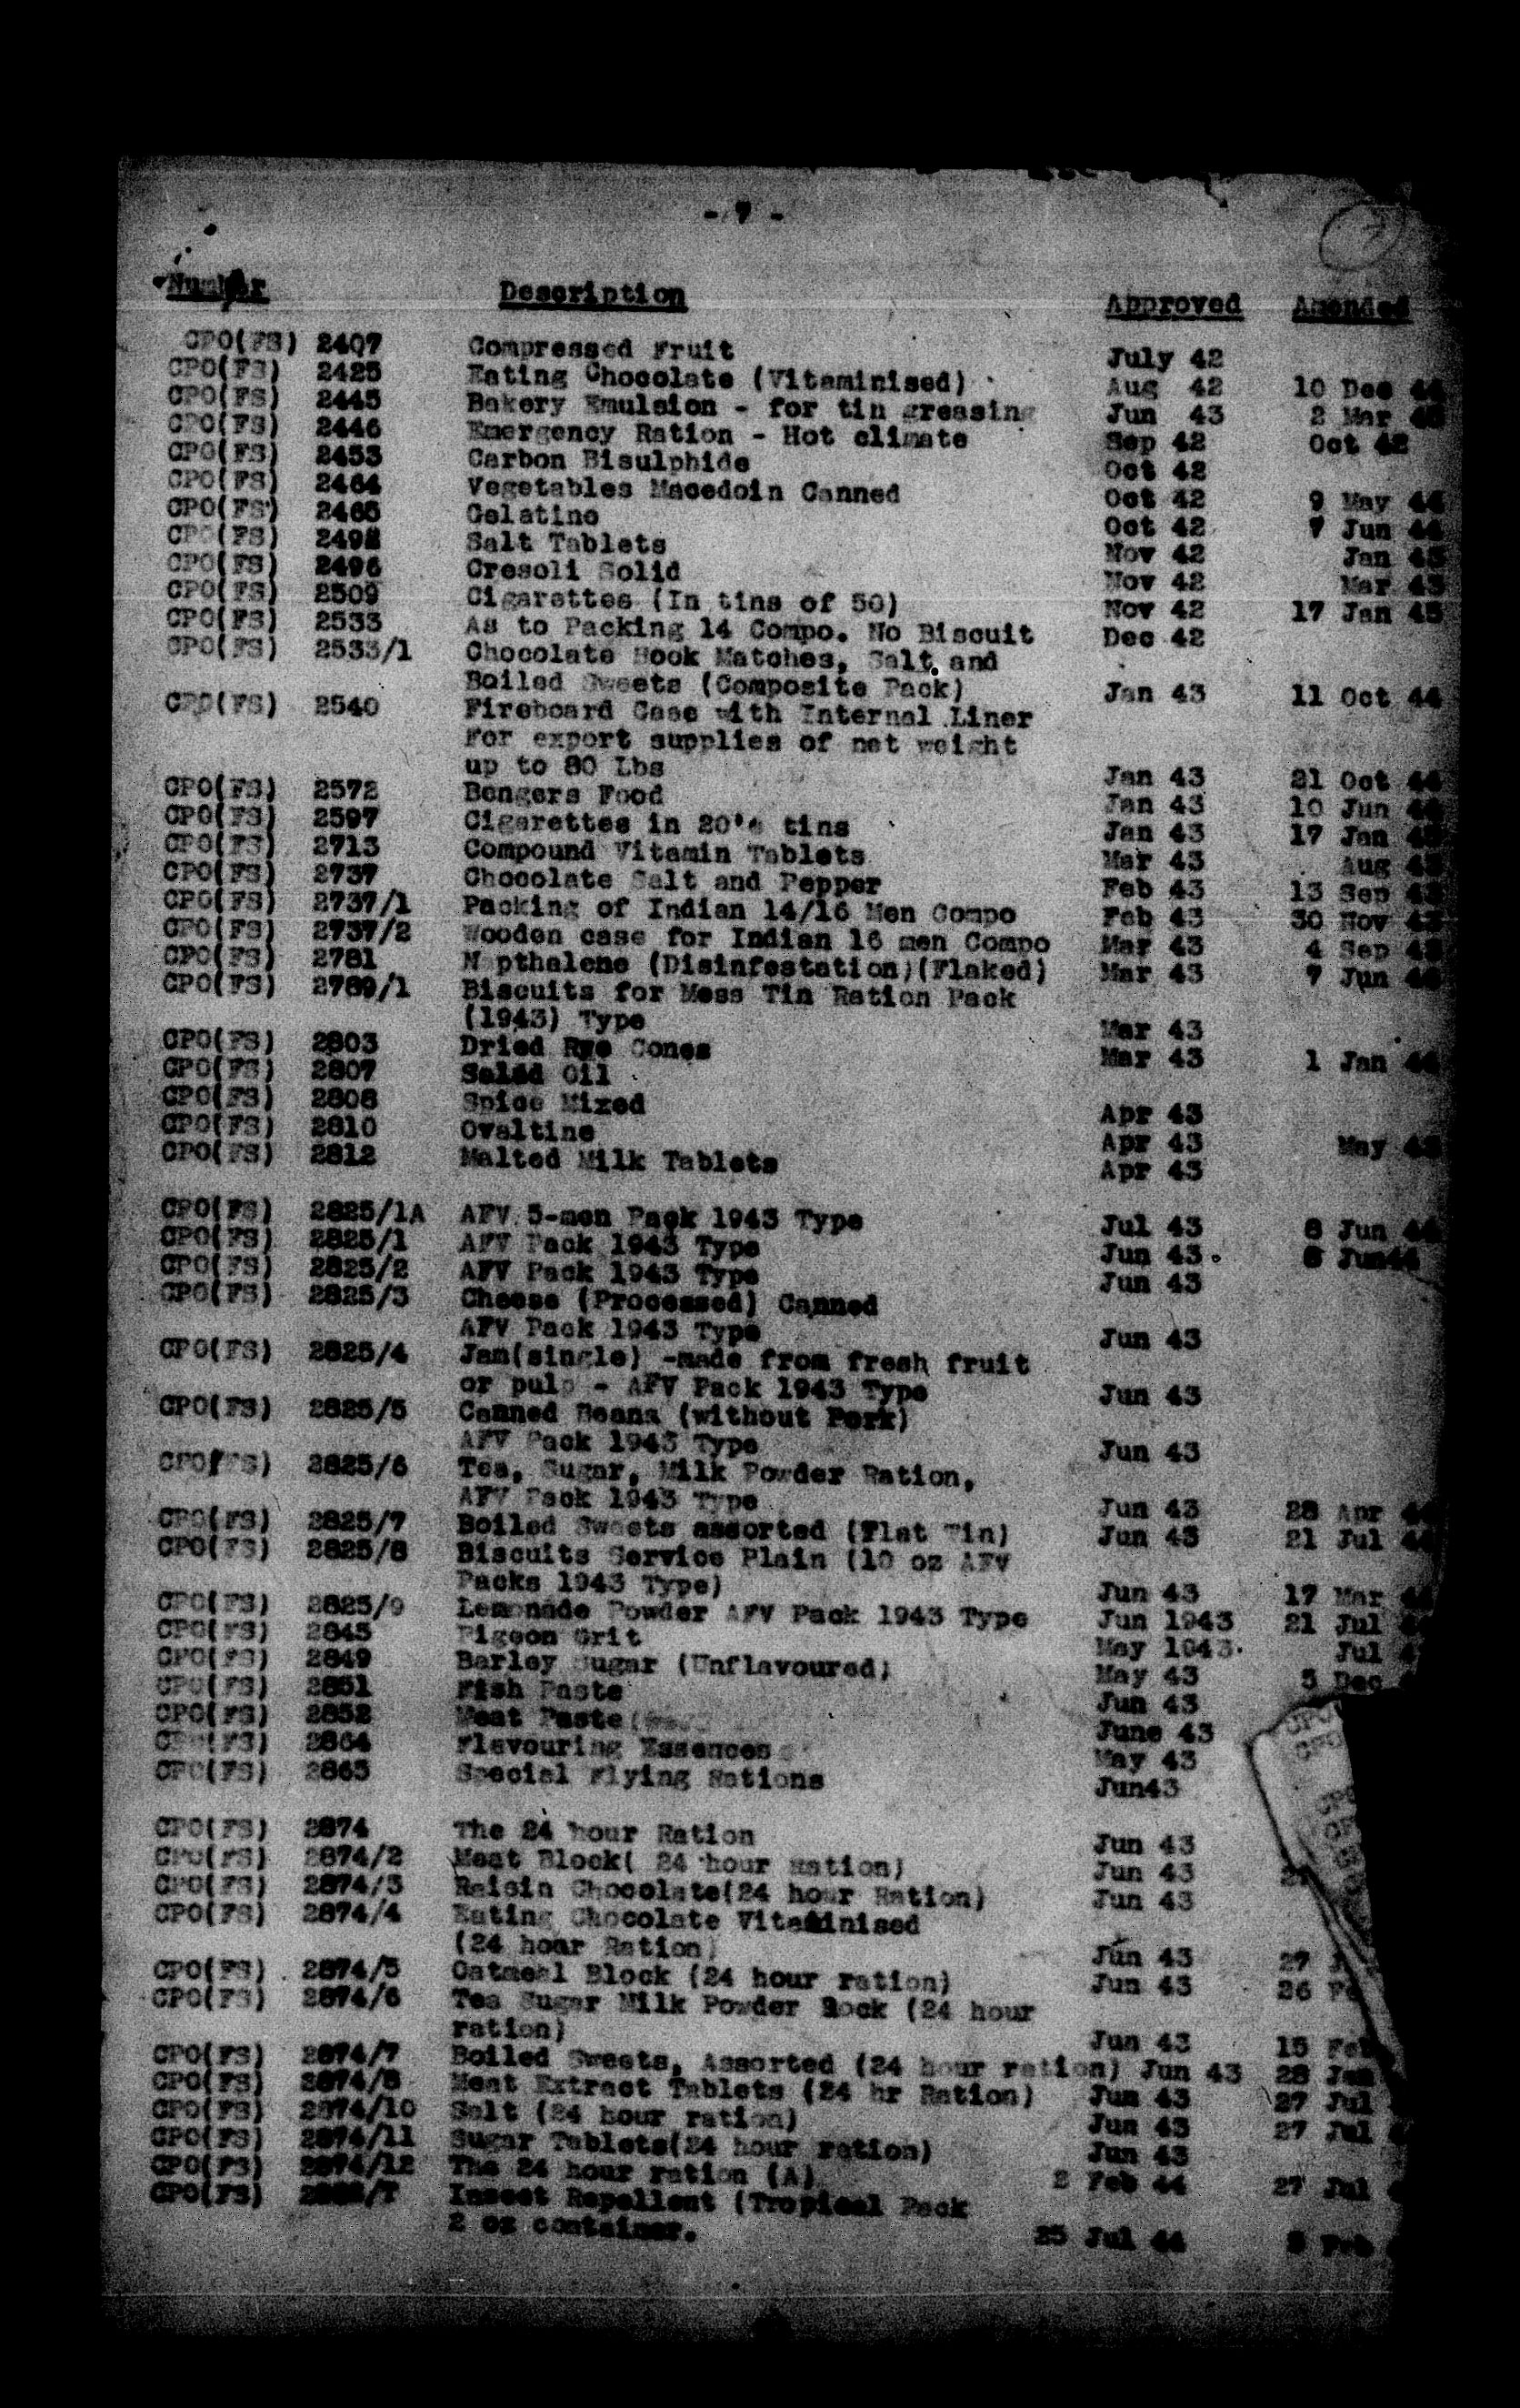 - 7 -
Number Description Approved Amended
CPO(FS) 2407 Compressed Fruit July 42
CPO(FS) 2425 Eating Chocolate (Vitaminised) Aug 42 10 Dec 44
CPO(FS) 2445 Bakery Emulsion - for tin greasing Jun 43 2 Mar 45
CPO(FS) 2446 Emergency Ration - Hot climate Sep 42 Oct 42
CPO(FS) 2453 Carbon Bisulphide Oct 42
CPO(FS) 2464 Vegetables Macedoin Canned Oct 42 9 May 44
CPO(FS) 2465 Gelatine Oct 42 7 Jun 44
CPO(FS) 2492 Salt Tablets Nov 42 Jan 43
CPO(FS) 2496 Cresoli Solid Nov 42 Mar 43
CPO(FS) 2509 Cigarettes (In tins of 50) Nov 42 17 Jan 45
CPO(FS) 2533 As to Packing 14 Compo. No Biscuit Dec 42
CPO(FS) 2533/1 Chocolate Book Matches, Salt and
Boiled Sweets (Composite Pack) Jan 43 11 Oct 44
CPO(FS) 2540 Fireboard Case with Internal Liner
For export supplies of net weight
up to 80 Lbs Jan 43 21 Oct 44
CPO(FS) 2572 Bengers Food Jan 43 10 Jun 44
CPO(FS) 2597 Cigarettes in 20's tins Jan 43 17 Jan
CPO(FS) 2713 Compound Vitamin Tablets Mar 43 Aug
CPO(FS) 2737 Chocolate Salt and Pepper Feb 43 13 Sep
CPO(FS) 2737/1 Packing of Indian 14/16 Men Compo Feb 43 30 Nov
CPO(FS) 2737/2 Wooden case for Indian 16 men Compo Mar 43 4 Sep
CPO(FS) 2781 Napthalene (Disinfestation)(Flaked) Mar 43 7 Jun
CPO(FS) 2789/1 Biscuits for Mess Tin Ration Pack
(1943) Type Mar 43
CPO(FS) 2803 Dried Rye Cones Mar 43 1 Jan 44
CPO(FS) 2807 Salad Oil
CPO(FS) 2808 Spice Mixed Apr 43
CPO(FS) 2810 Ovaltine Apr 43 May
CPO(FS) 2812 Malted Milk Tablets Apr 43
CPO(FS) 2825/1A AFV 5-men Pack 1943 Type Jul 43 8 Jun 44
CPO(FS) 2825/1 AFV Pack 1943 Type Jun 43. 8 Jun44
CPO(FS) 2825/2 AFV Pack 1943 Type Jun 43
CPO(FS) 2825/3 Cheese (Processed) Canned
AFV Pack 1943 Type Jun 43
CPO(FS) 2825/4 Jam(single) -made from fresh fruit
or pulp - AFV Pack 1943 Type Jun 43
CPO(FS) 2825/5 Canned Beans (without Pork)
AFV Pack 1943 Type Jun 43
CPO(FS) 2825/6 Tea, Sugar, Milk Powder Ration,
AFV Pack 1943 Type Jun 43 28 Apr 44
CPO(FS) 2825/7 Boiled Sweets assorted (Flat Tin) Jun 43 21 Jul 44
CPO(FS) 2825/8 Biscuits Service Plain (10 oz AFV
Packs 1943 Type) Jun 43 17 Mar
CPO(FS) 2825/9 Lemonade Powder AFV Pack 1943 Type Jun 1943 21 Jul
CPO(FS) 2845 Pigeon Grit May 1943. Jul
CPO(FS) 2849 Barley Sugar (Unflavoured) May 43 5 Dec
CPO(FS) 2851 Fish Paste Jun 43
CPO(FS) 2852 Meat Paste June 43
CPO(FS) 2864 Flavouring Essences May 43
CPO(FS) 2863 Special Flying Rations Jun43
CPO(FS) 2874 The 24 hour Ration Jun 43
CPO(FS) 2874/2 Meat Block( 24 hour Ration) Jun 43
CPO(FS) 2874/3 Raisin Chocolate(24 hour Ration) Jun 43
CPO(FS) 2874/4 Eating Chocolate Vitaminised
(24 hour Ration) Jun 43 27
CPO(FS) 2874/5 Oatmeal Block (24 hour ration) Jun 43 26
CPO(FS) 2874/6 Tea Sugar Milk Powder Block (24 hour
ration) Jun 43 15 Feb
CPO(FS) 2874/7 Boiled Sweets, Assorted (24 hour ration) Jun 43 28 Jan
CPO(FS) 2874/8 Meat Extract Tablets (24 hr Ration) Jun 43 27 Jul
CPO(FS) 2874/10 Salt (24 hour ration) Jun 43 27 Jul
CPO(FS) 2874/11 Sugar Tablets(24 hour ration) Jun 43
CPO(FS) 2874/12 The 24 hour ration (A) 2 Feb 44 27 Jul
CPO(FS) Insect Repellent (Tropical Pack
2 oz container. 25 Jul 44 Feb